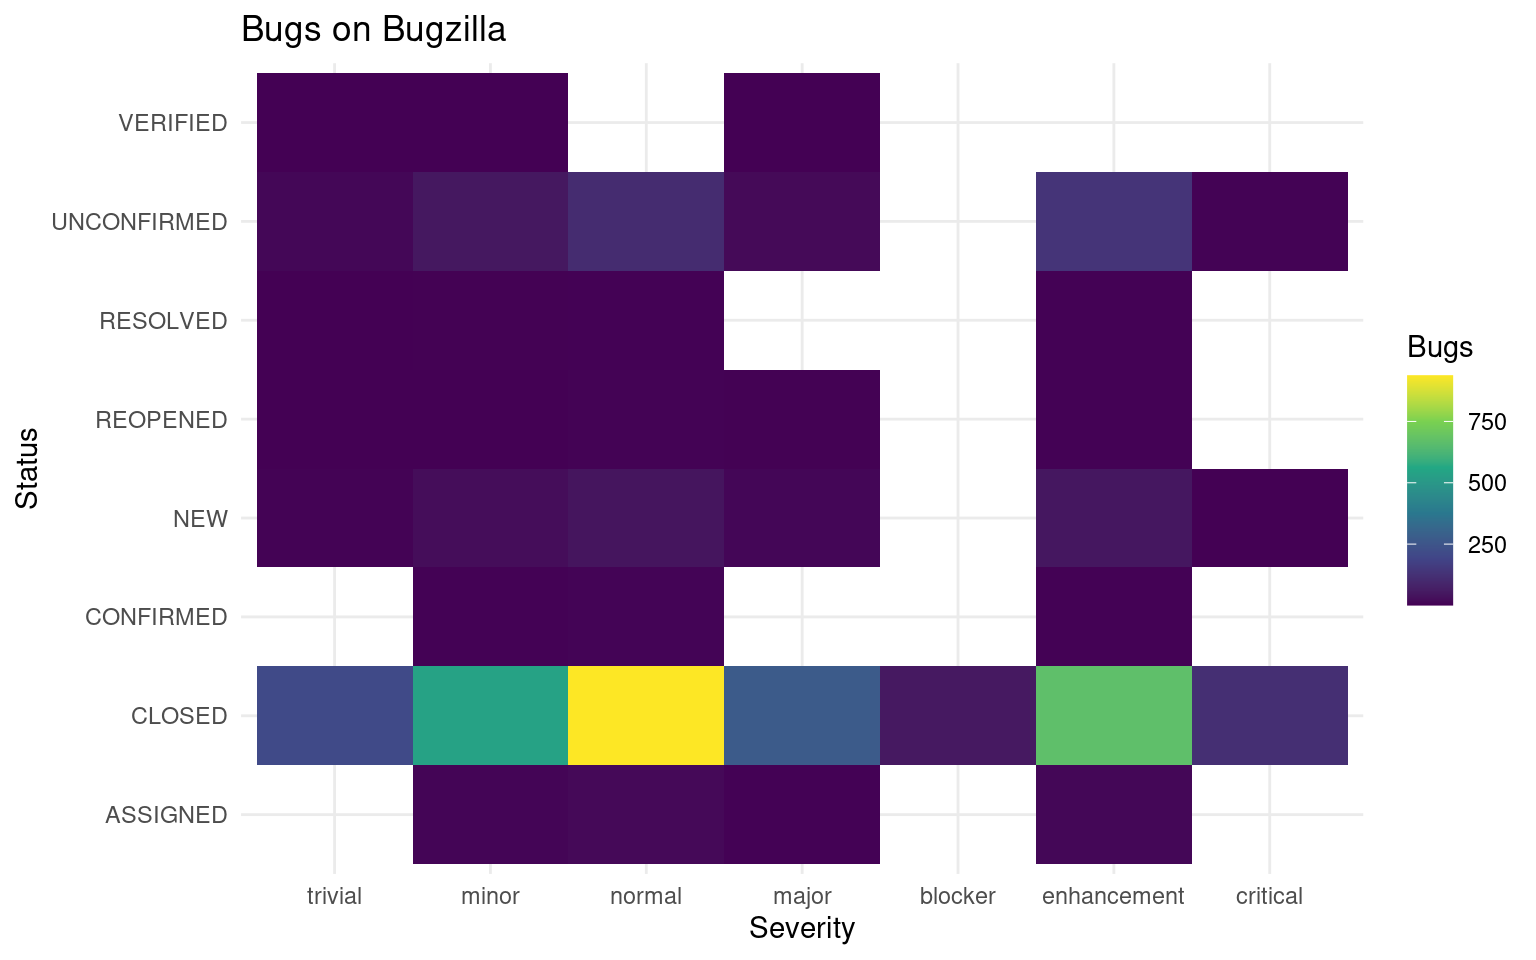 Bugs on Bugzilla
VERIFIED
UNCONFIRMED
RESOLVED
REOPENED
NEW
CONFIRMED
CLOSED
ASSIGNED
Status
trivial minor normal major blocker enhancement critical
Severity
Bugs
750
500
250